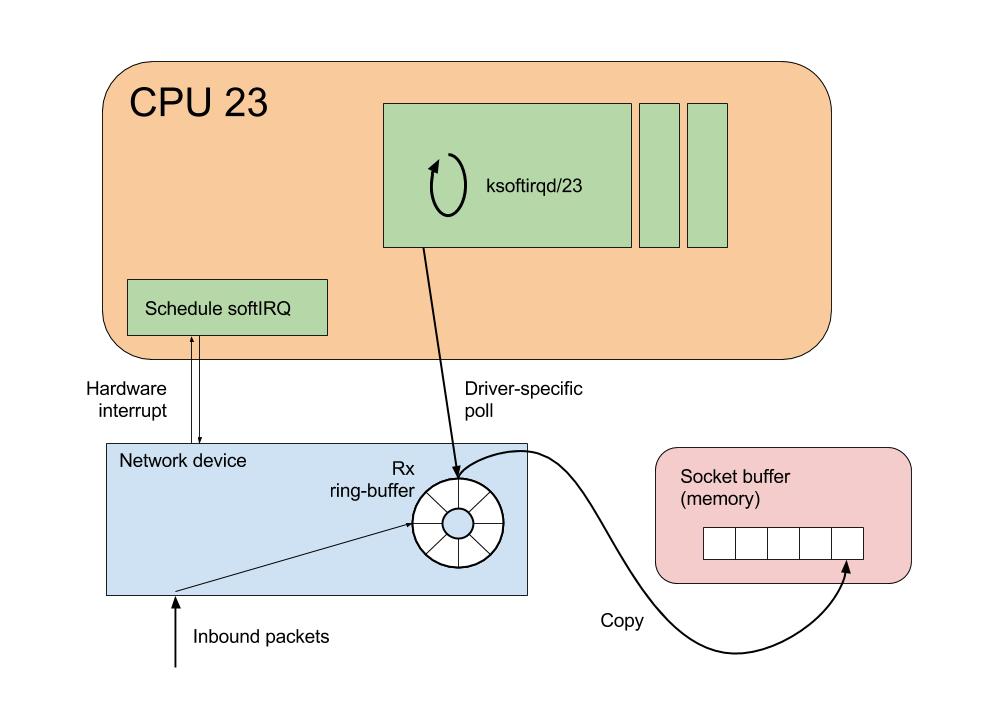 CPU 23
ksoftirqd/23
Schedule softIRQ
Hardware
interrupt
Driver-specific
poll
Network device
Rx
ring-buffer
Socket buffer
(memory)
Copy
Inbound packets